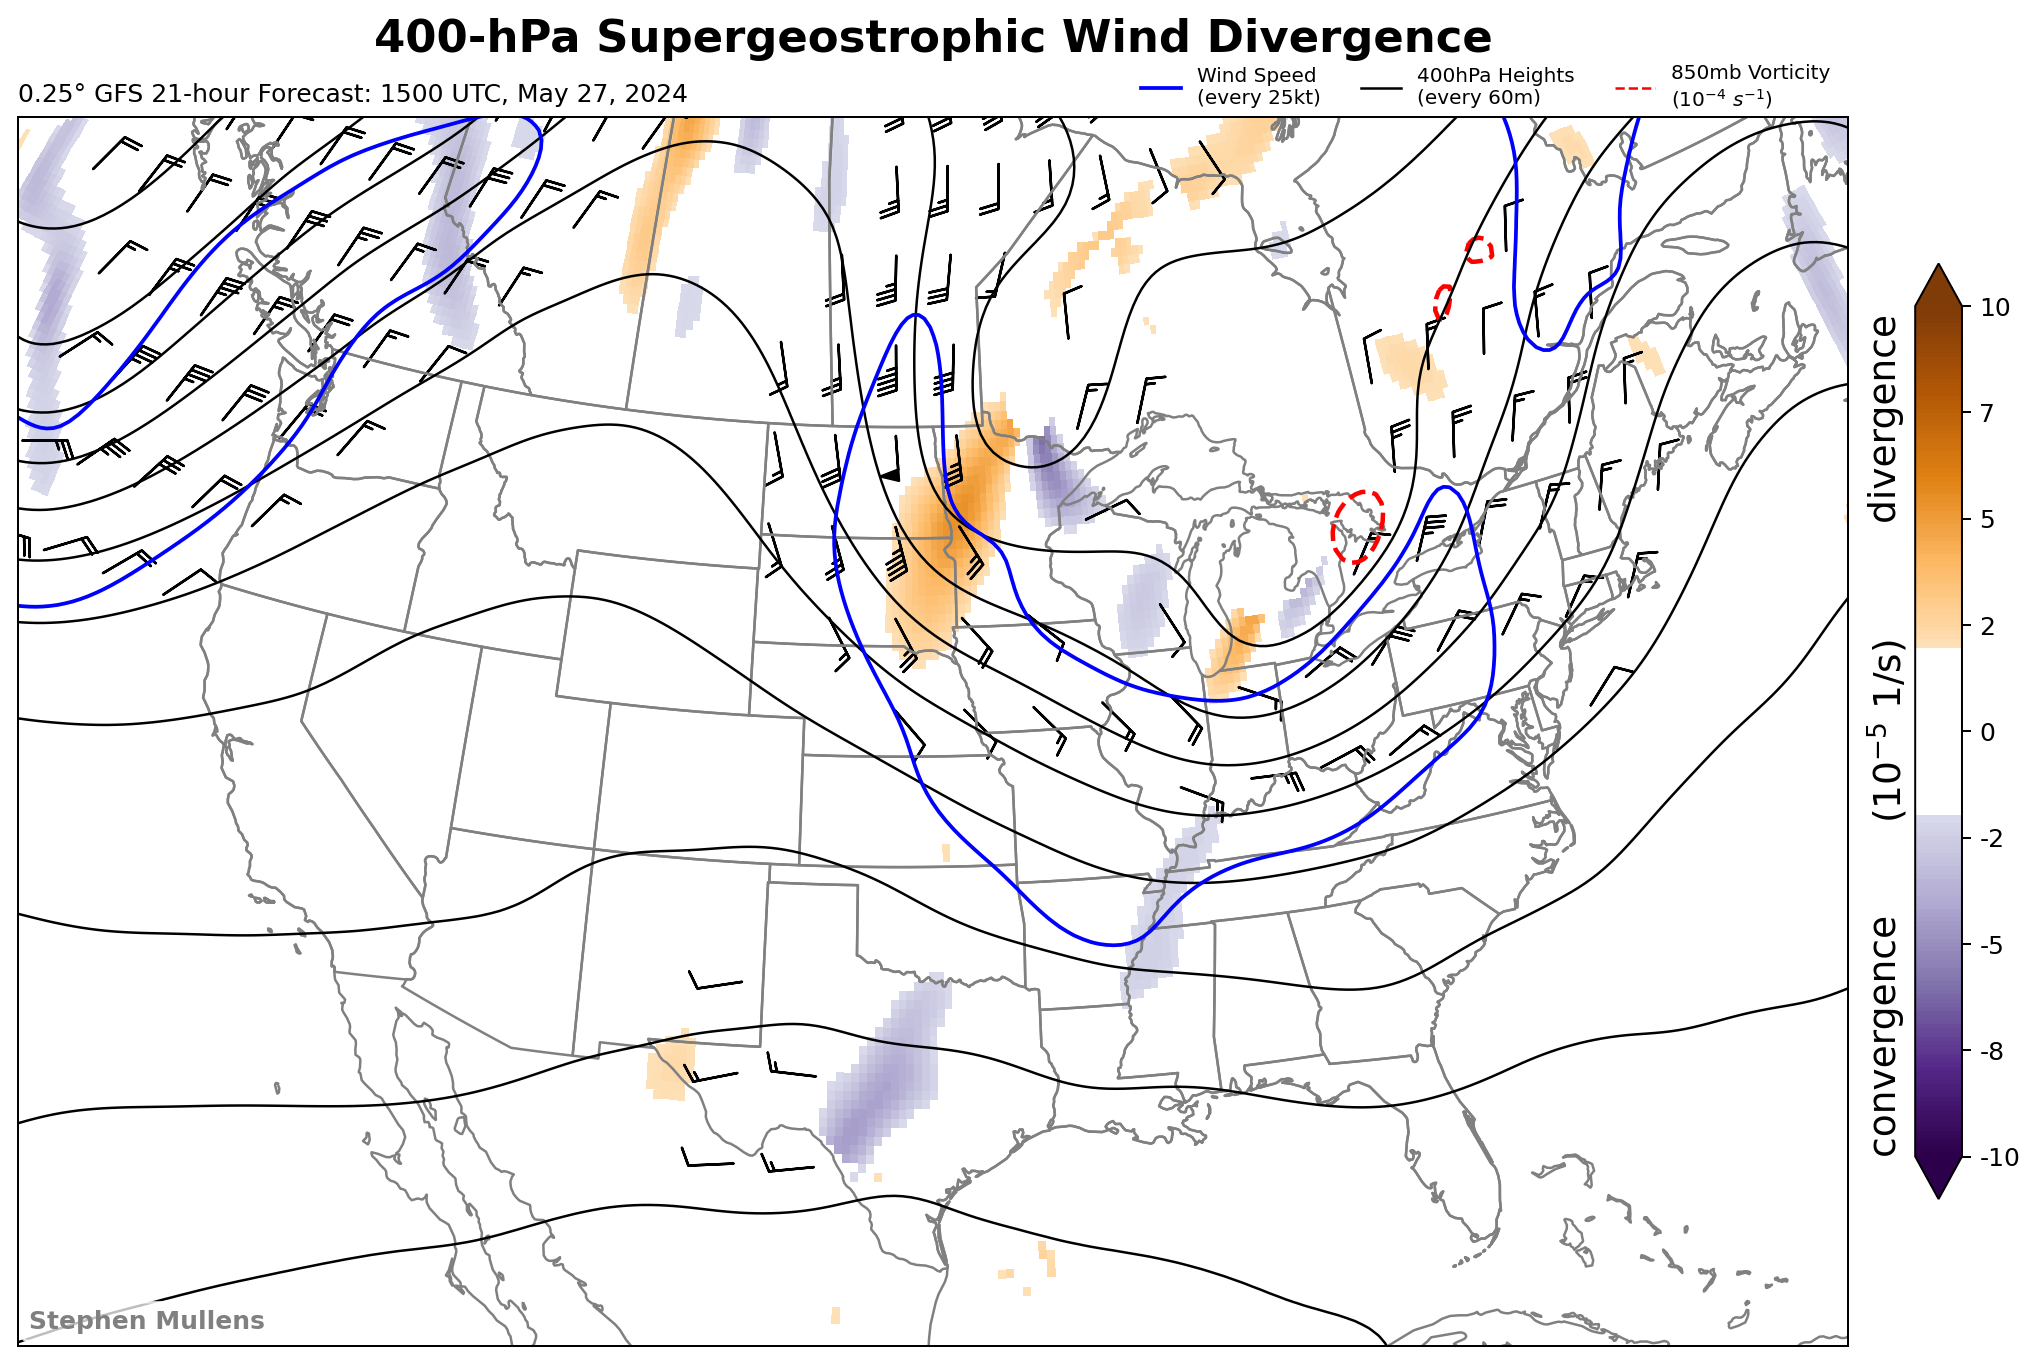 400-hPa Supergeostrophic Wind Divergence
0.25° GFS 21-hour Forecast: 1500 UTC, May 27, 2024
Wind Speed
(every 25kt)
400hPa Heights
(every 60m)
850mb Vorticity
(10⁻⁴ s⁻¹)
10
7
5
2
0
-2
-5
-8
-10
convergence (10⁻⁵ 1/s) divergence
Stephen Mullens